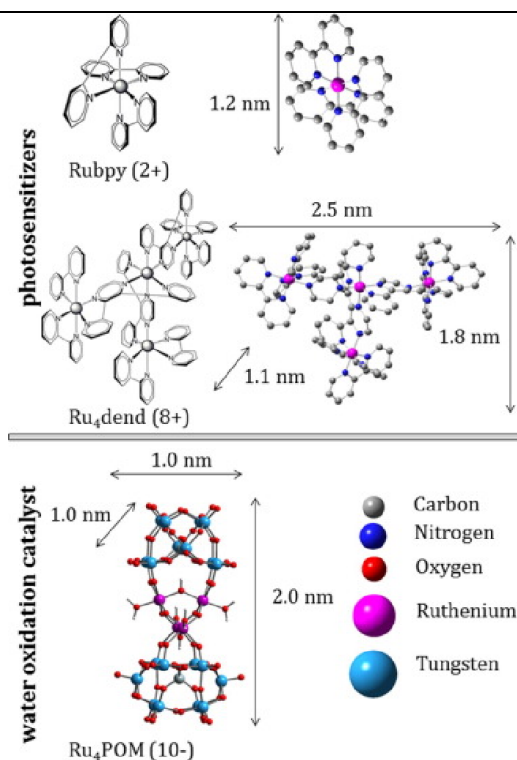 photosensitizers
1.2 nm
Rubpy (2+)
2.5 nm
1.8 nm
1.1 nm
Ru₄dend (8+)
water oxidation catalyst
1.0 nm
1.0 nm
2.0 nm
Ru₄POM (10-)
Carbon
Nitrogen
Oxygen
Ruthenium
Tungsten